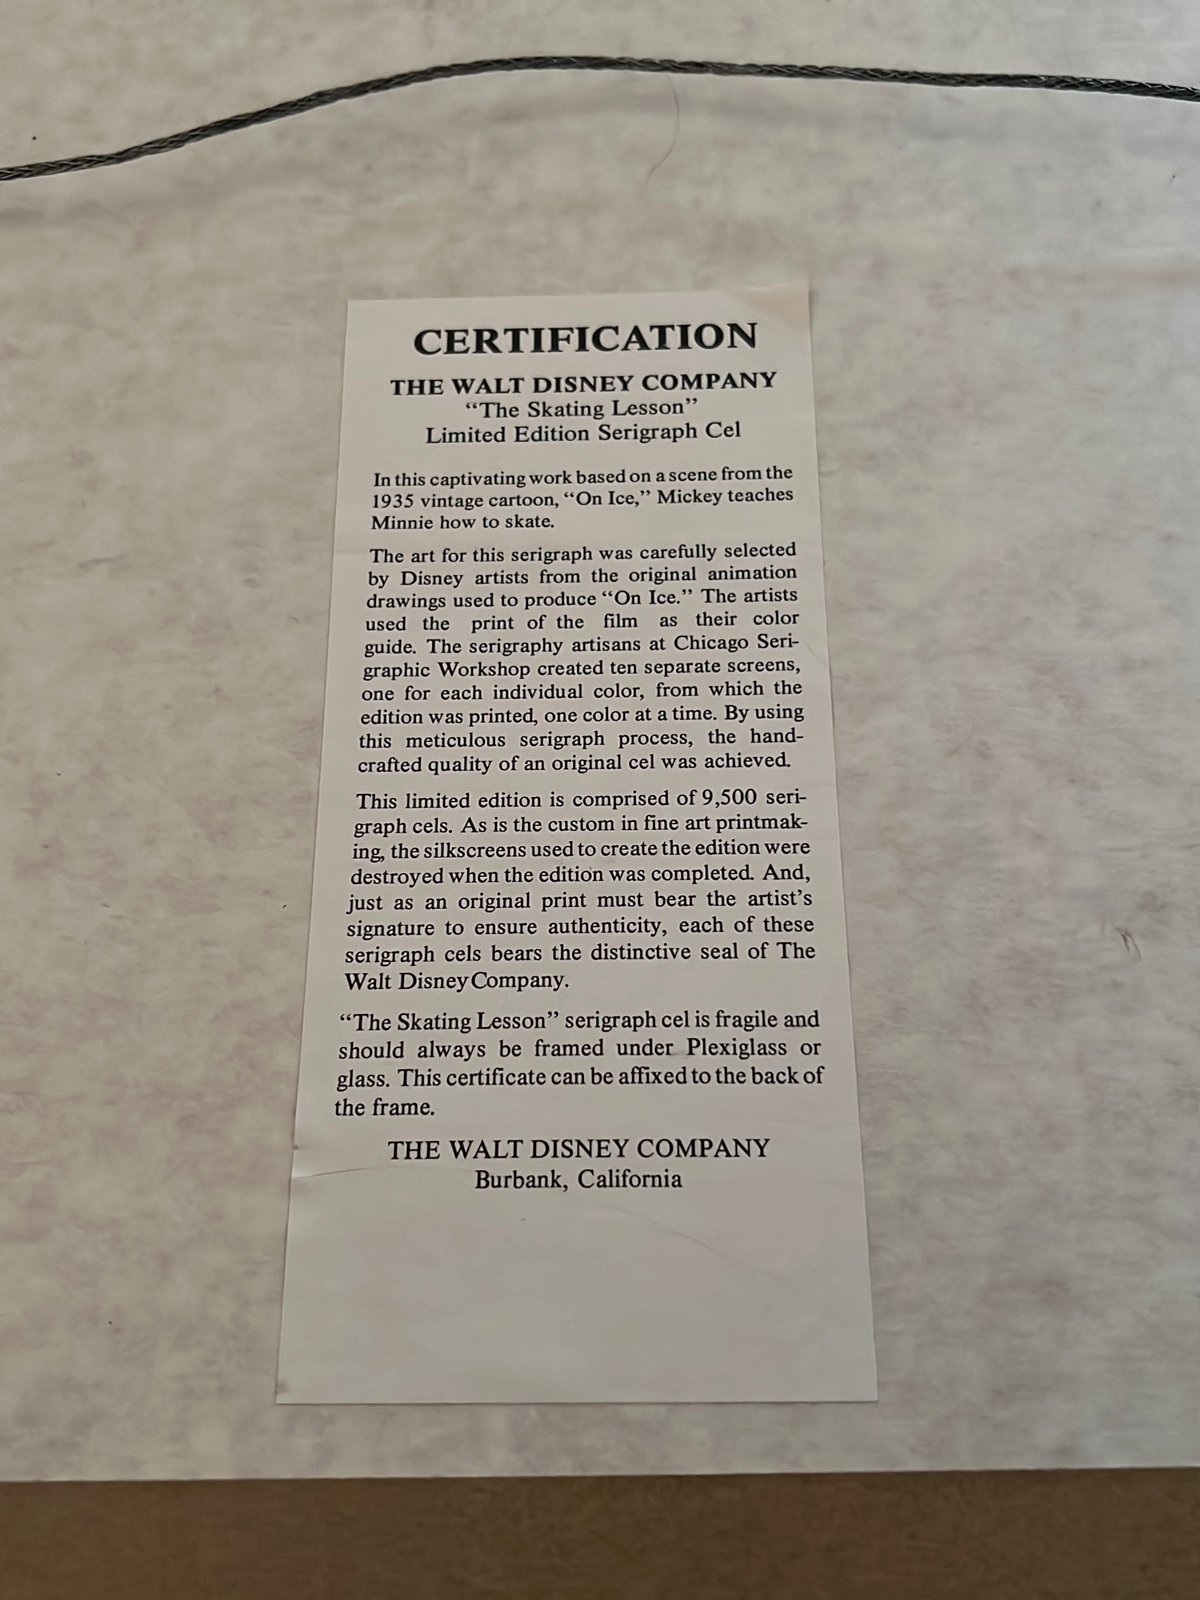 CERTIFICATION
THE WALT DISNEY COMPANY
“The Skating Lesson”
Limited Edition Serigraph Cel
In this captivating work based on a scene from the
1935 vintage cartoon, “On Ice,” Mickey teaches
Minnie how to skate.
The art for this serigraph was carefully selected
by Disney artists from the original animation
drawings used to produce “On Ice.” The artists
used the print of the film as their color
guide. The serigraphy artisans at Chicago Seri-
graphic Workshop created ten separate screens,
one for each individual color, from which the
edition was printed, one color at a time. By using
this meticulous serigraph process, the hand-
crafted quality of an original cel was achieved.
This limited edition is comprised of 9,500 seri-
graph cels. As is the custom in fine art printmak-
ing, the silkscreens used to create the edition were
destroyed when the edition was completed. And,
just as an original print must bear the artist’s
signature to ensure authenticity, each of these
serigraph cels bears the distinctive seal of The
Walt Disney Company.
“The Skating Lesson” serigraph cel is fragile and
should always be framed under Plexiglass or
glass. This certificate can be affixed to the back of
the frame.
THE WALT DISNEY COMPANY
Burbank, California